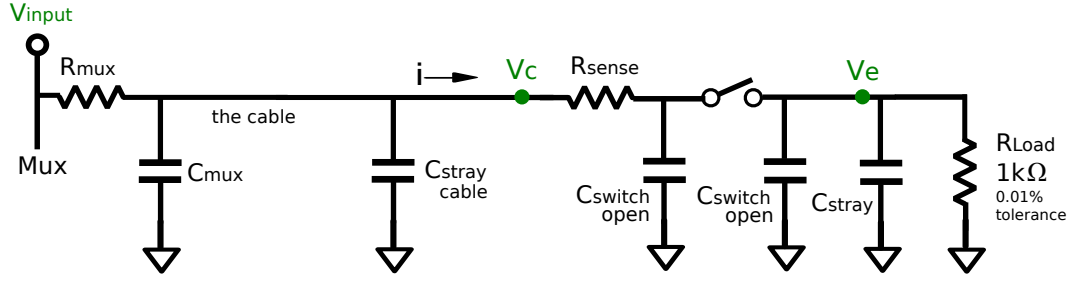 Vinput
Rmux
i
Vc
Rsense
Ve
the cable
Mux
Cmux
Cstray
cable
Cswitch
open
Cswitch
open
Cstray
RLoad
1kΩ
0.01%
tolerance